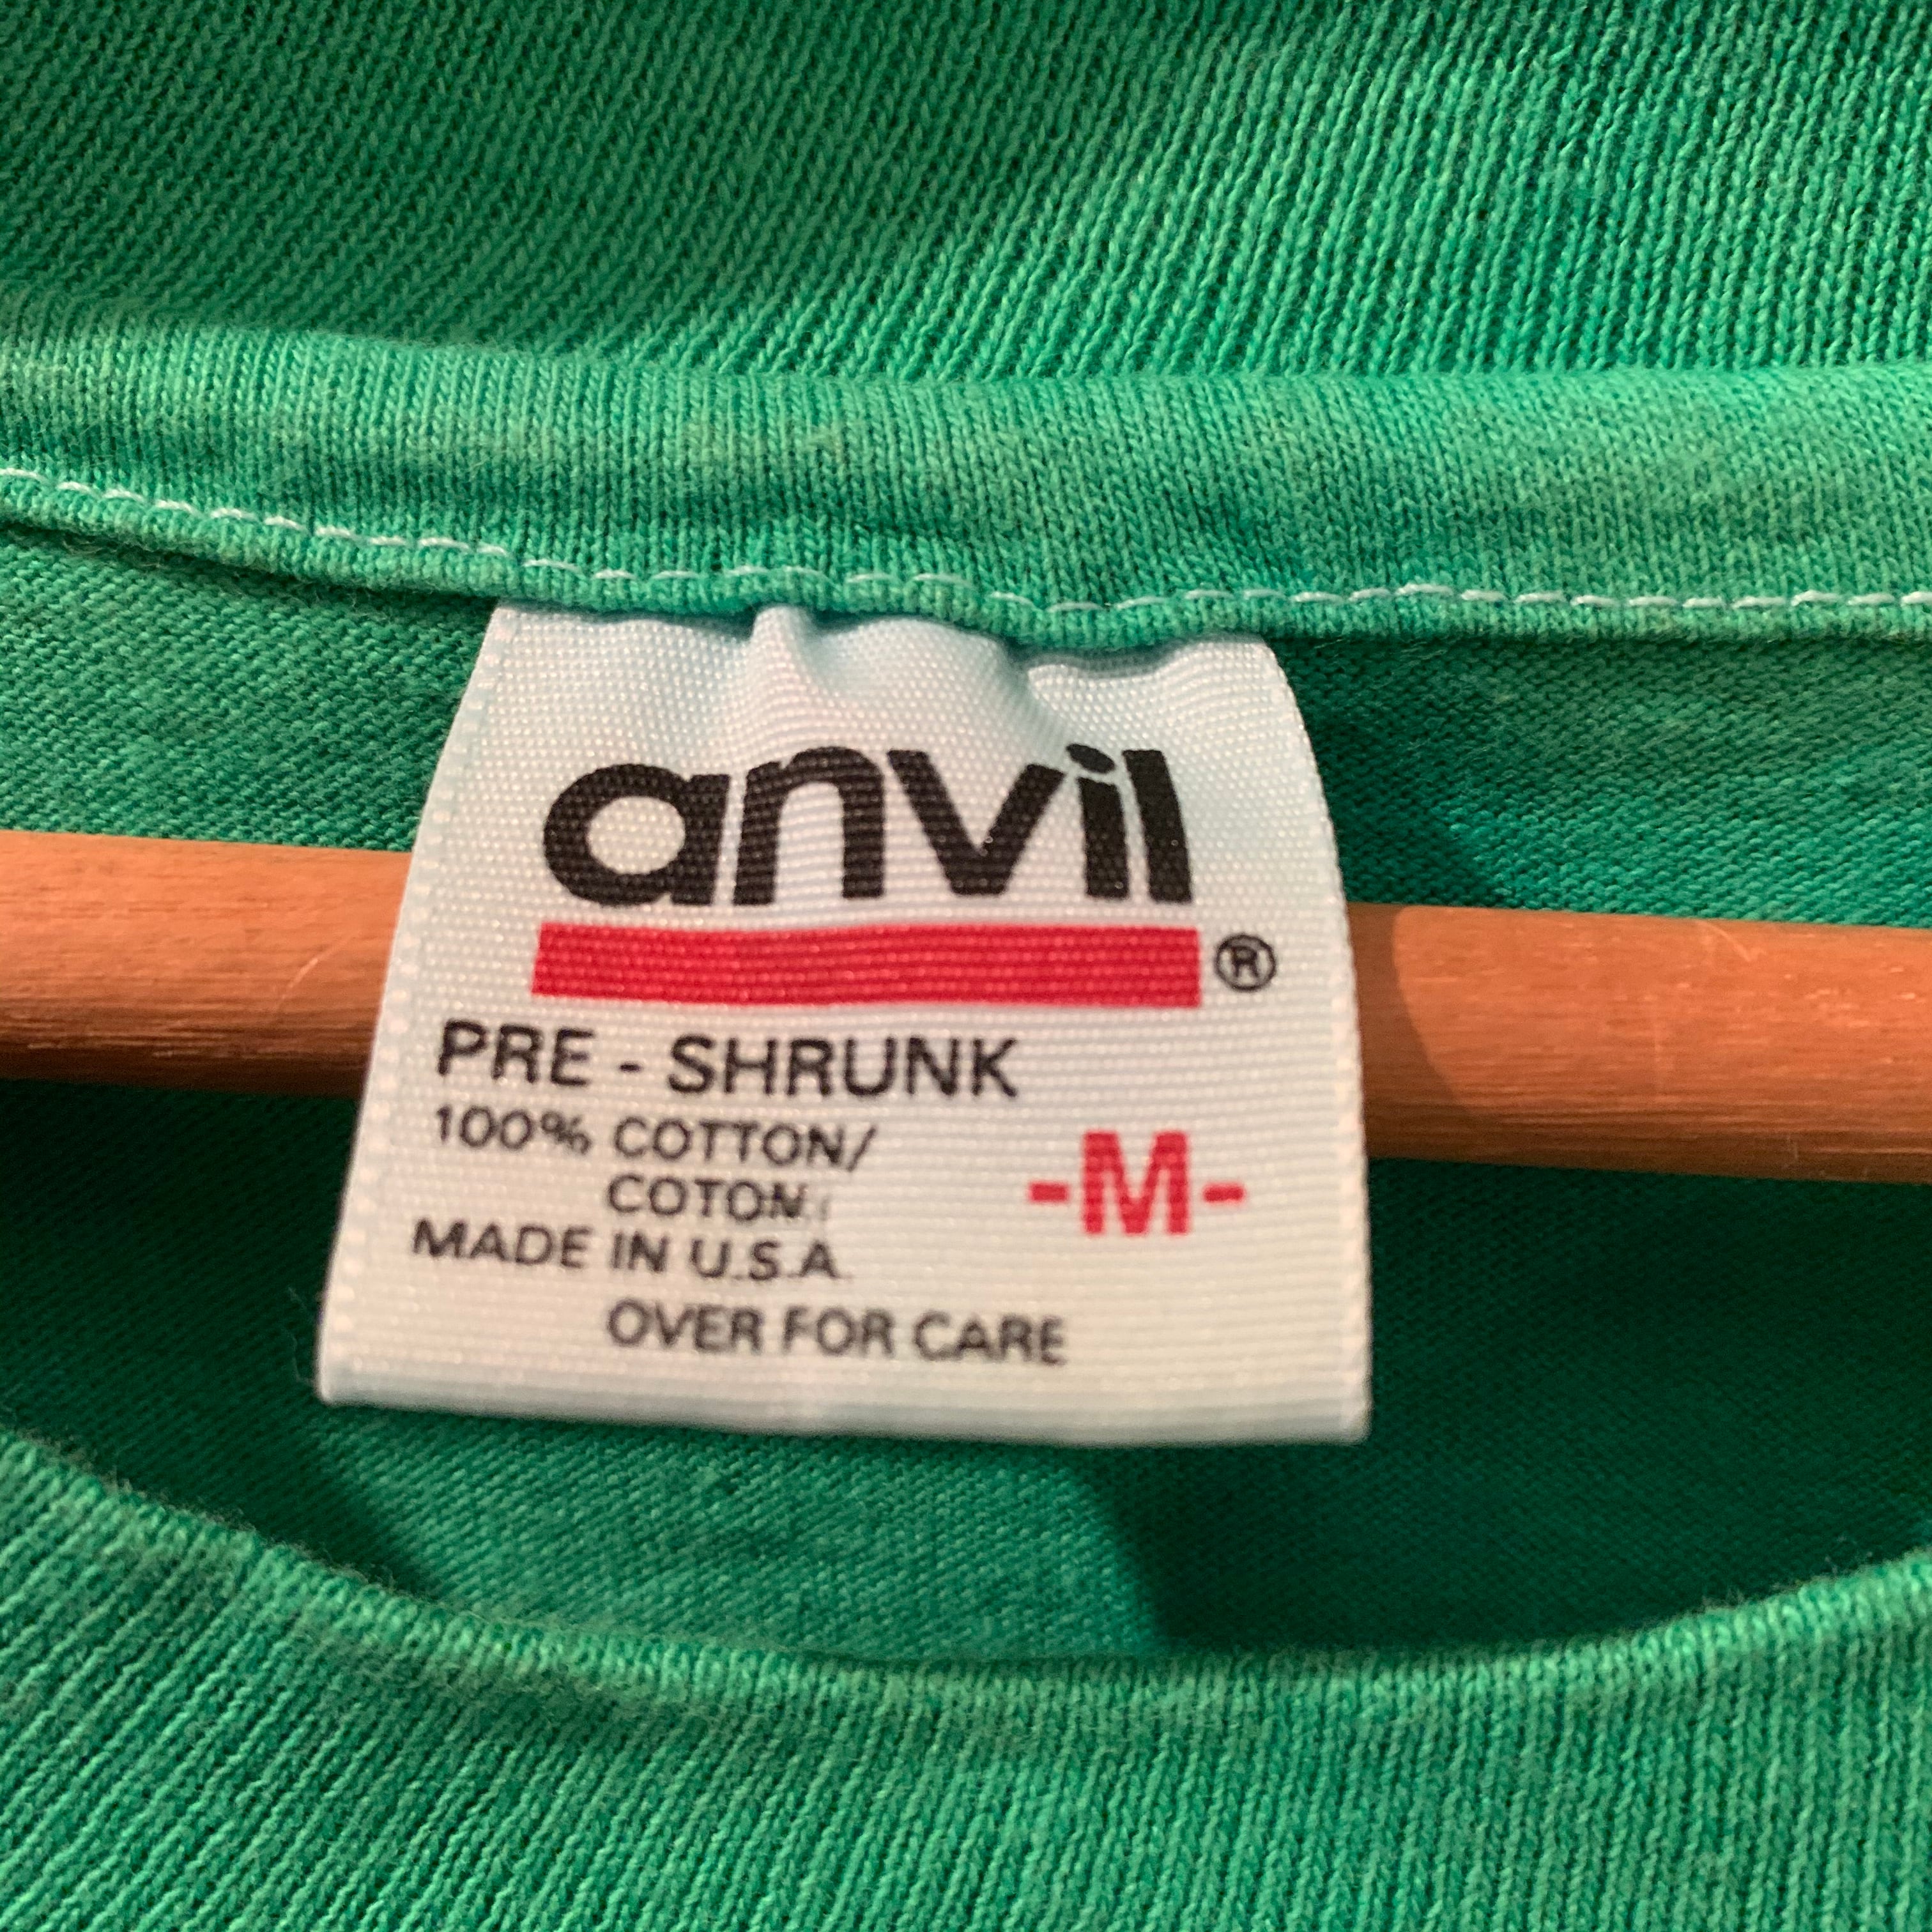 anvil
®
PRE - SHRUNK
100% COTTON/
COTON
-M-
MADE IN U.S.A.
OVER FOR CARE